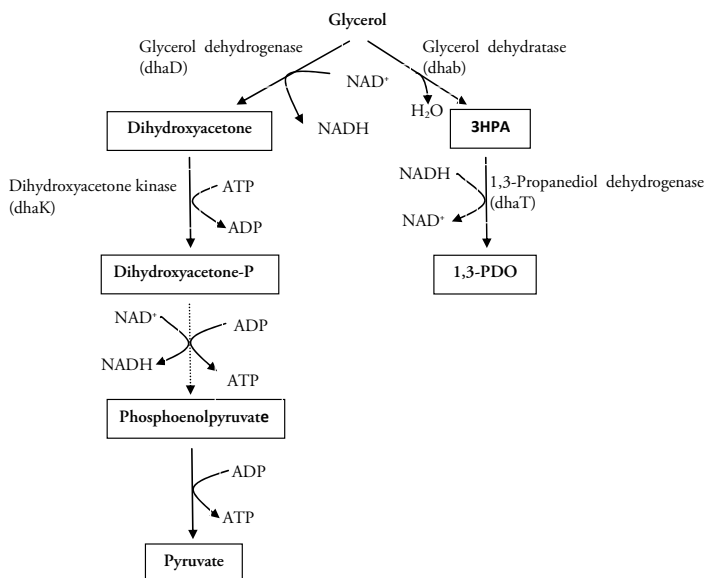 Glycerol
Glycerol dehydrogenase
(dhaD)
Glycerol dehydratase
(dhab)
NAD⁺
NADH
H₂O
Dihydroxyacetone
3HPA
Dihydroxyacetone kinase
(dhaK)
ATP
ADP
NADH
NAD⁺
1,3-Propanediol dehydrogenase
(dhaT)
Dihydroxyacetone-P
1,3-PDO
NAD⁺
ADP
NADH
ATP
Phosphoenolpyruvate
ADP
ATP
Pyruvate